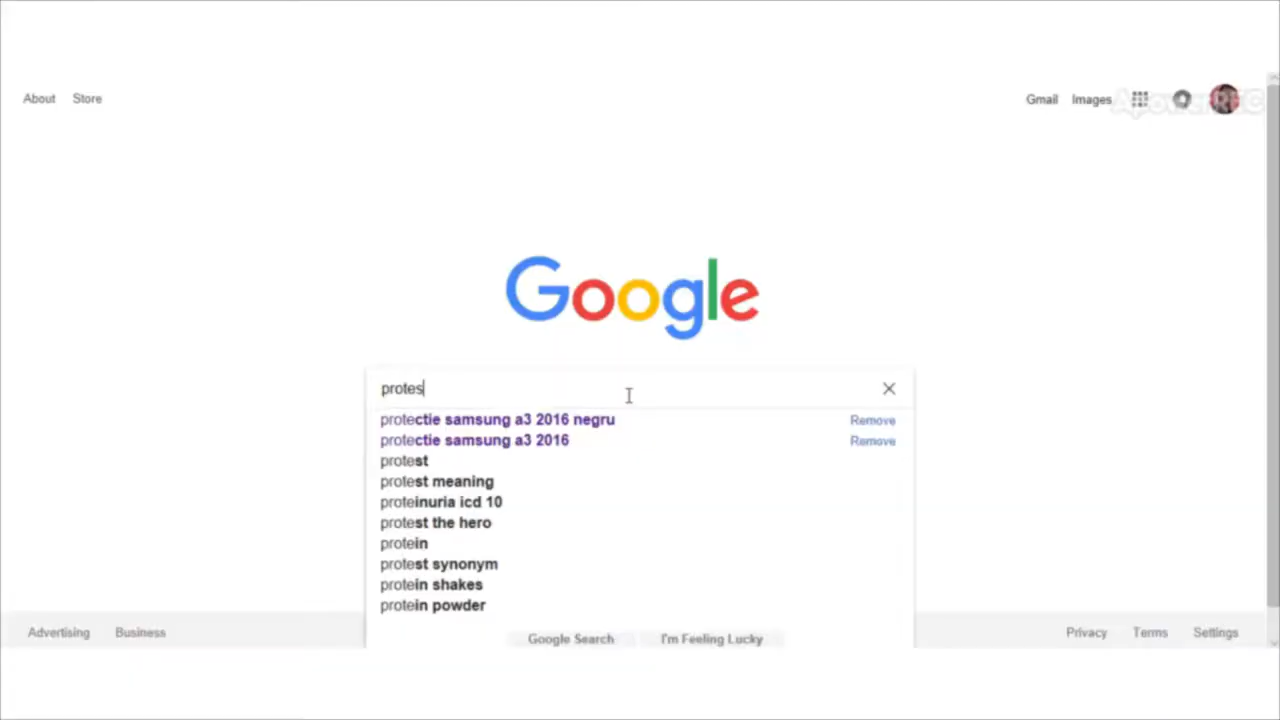 About Store Gmail Images
ApowerREC
Google
protes
protectie samsung a3 2016 negru Remove
protectie samsung a3 2016 Remove
protest
protest meaning
proteinuria icd 10
protest the hero
protein
protest synonym
protein shakes
protein powder
Google Search I'm Feeling Lucky
Advertising Business Privacy Terms Settings